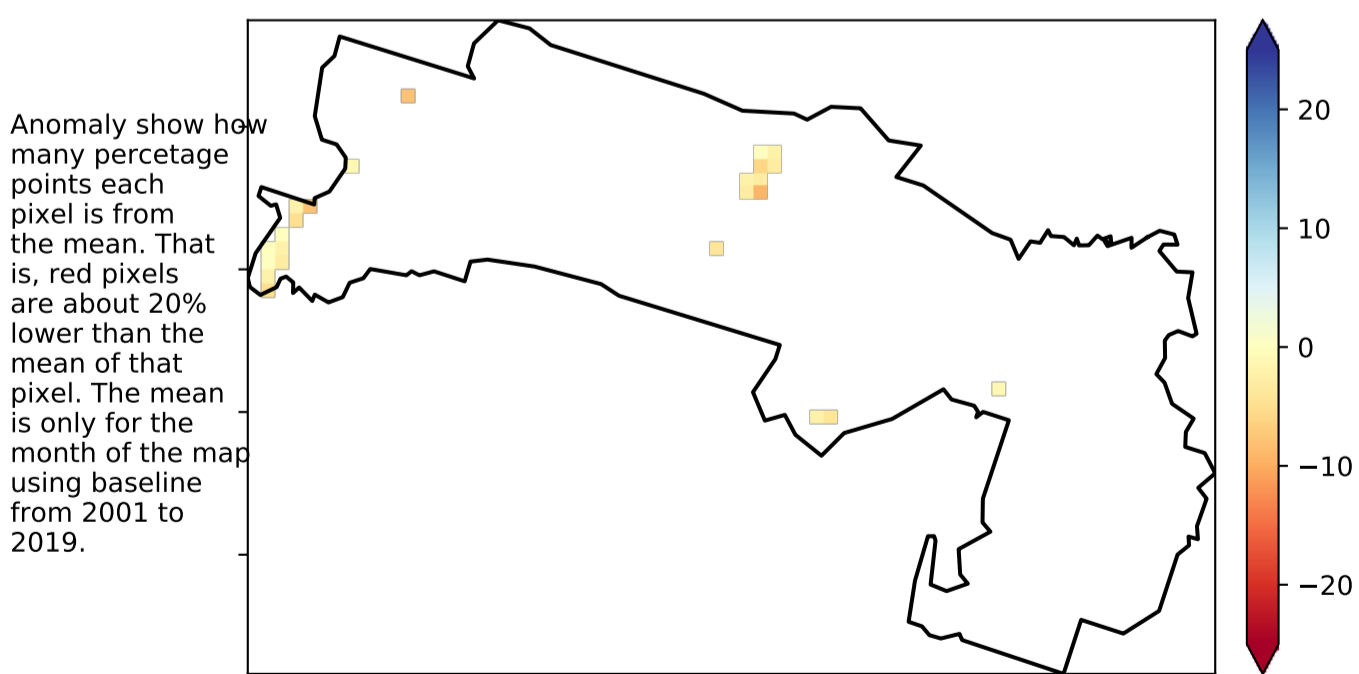 Anomaly show how
many percetage
points each
pixel is from
the mean. That
is, red pixels
are about 20%
lower than the
mean of that
pixel. The mean
is only for the
month of the map
using baseline
from 2001 to
2019.
20
10
0
−10
−20